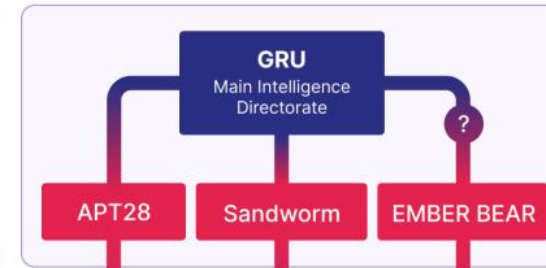 GRU
Main Intelligence
Directorate
?
APT28
Sandworm
EMBER BEAR